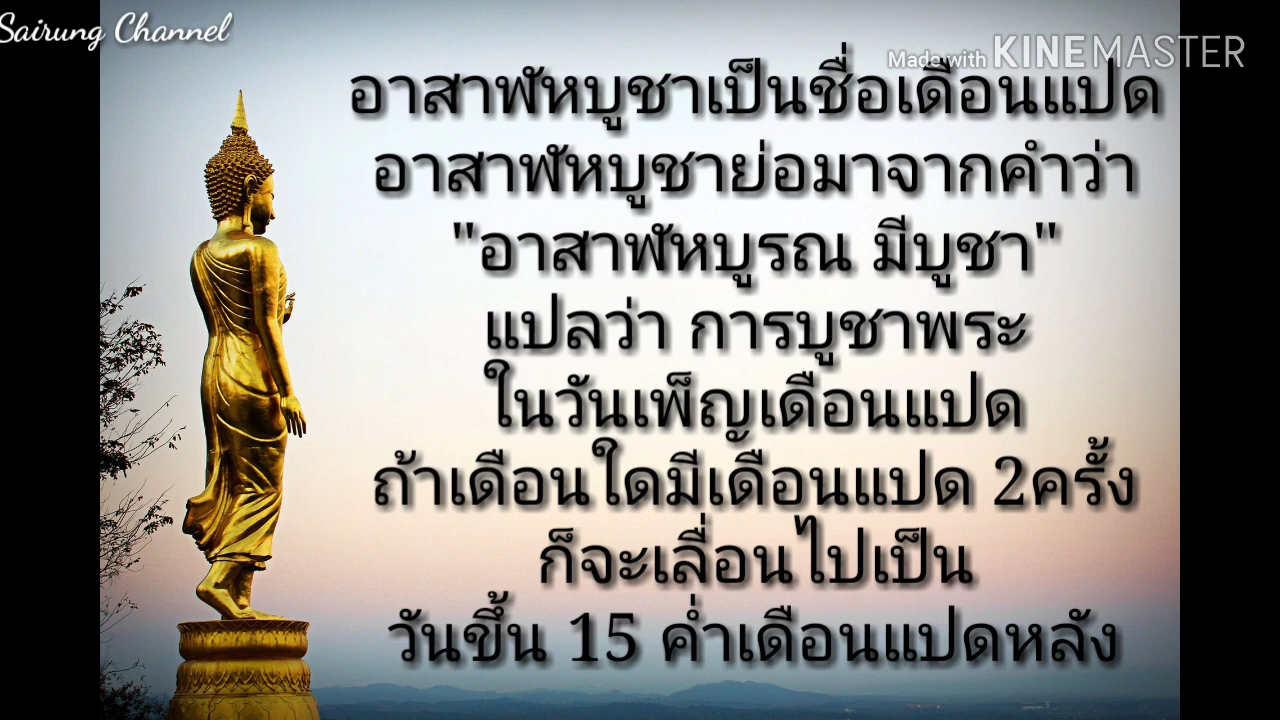 Sairung Channel
Made with KINEMASTER
อาสาฬหบูชาเป็นชื่อเดือนแปด
อาสาฬหบูชาย่อมาจากคำว่า
"อาสาฬหบูรณ มีบูชา"
แปลว่า การบูชาพระ
ในวันเพ็ญเดือนแปด
ถ้าเดือนใดมีเดือนแปด 2ครั้ง
ก็จะเลื่อนไปเป็น
วันขึ้น 15 ค่ำเดือนแปดหลัง